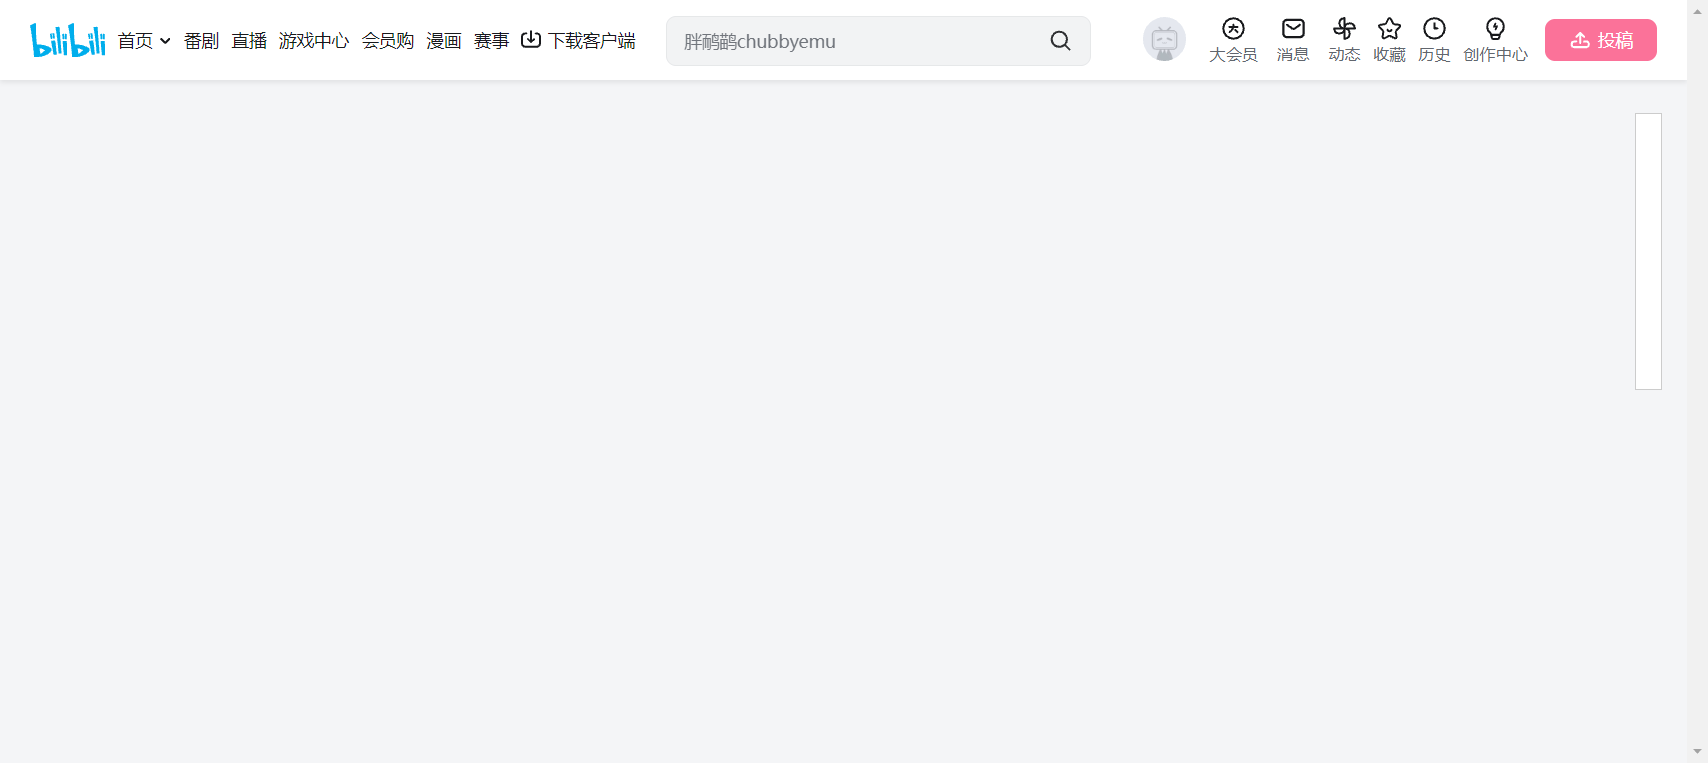 bilibili 首页 番剧 直播 游戏中心 会员购 漫画 赛事 下载客户端
胖鸸鹋chubbyemu
大会员 消息 动态 收藏 历史 创作中心 投稿